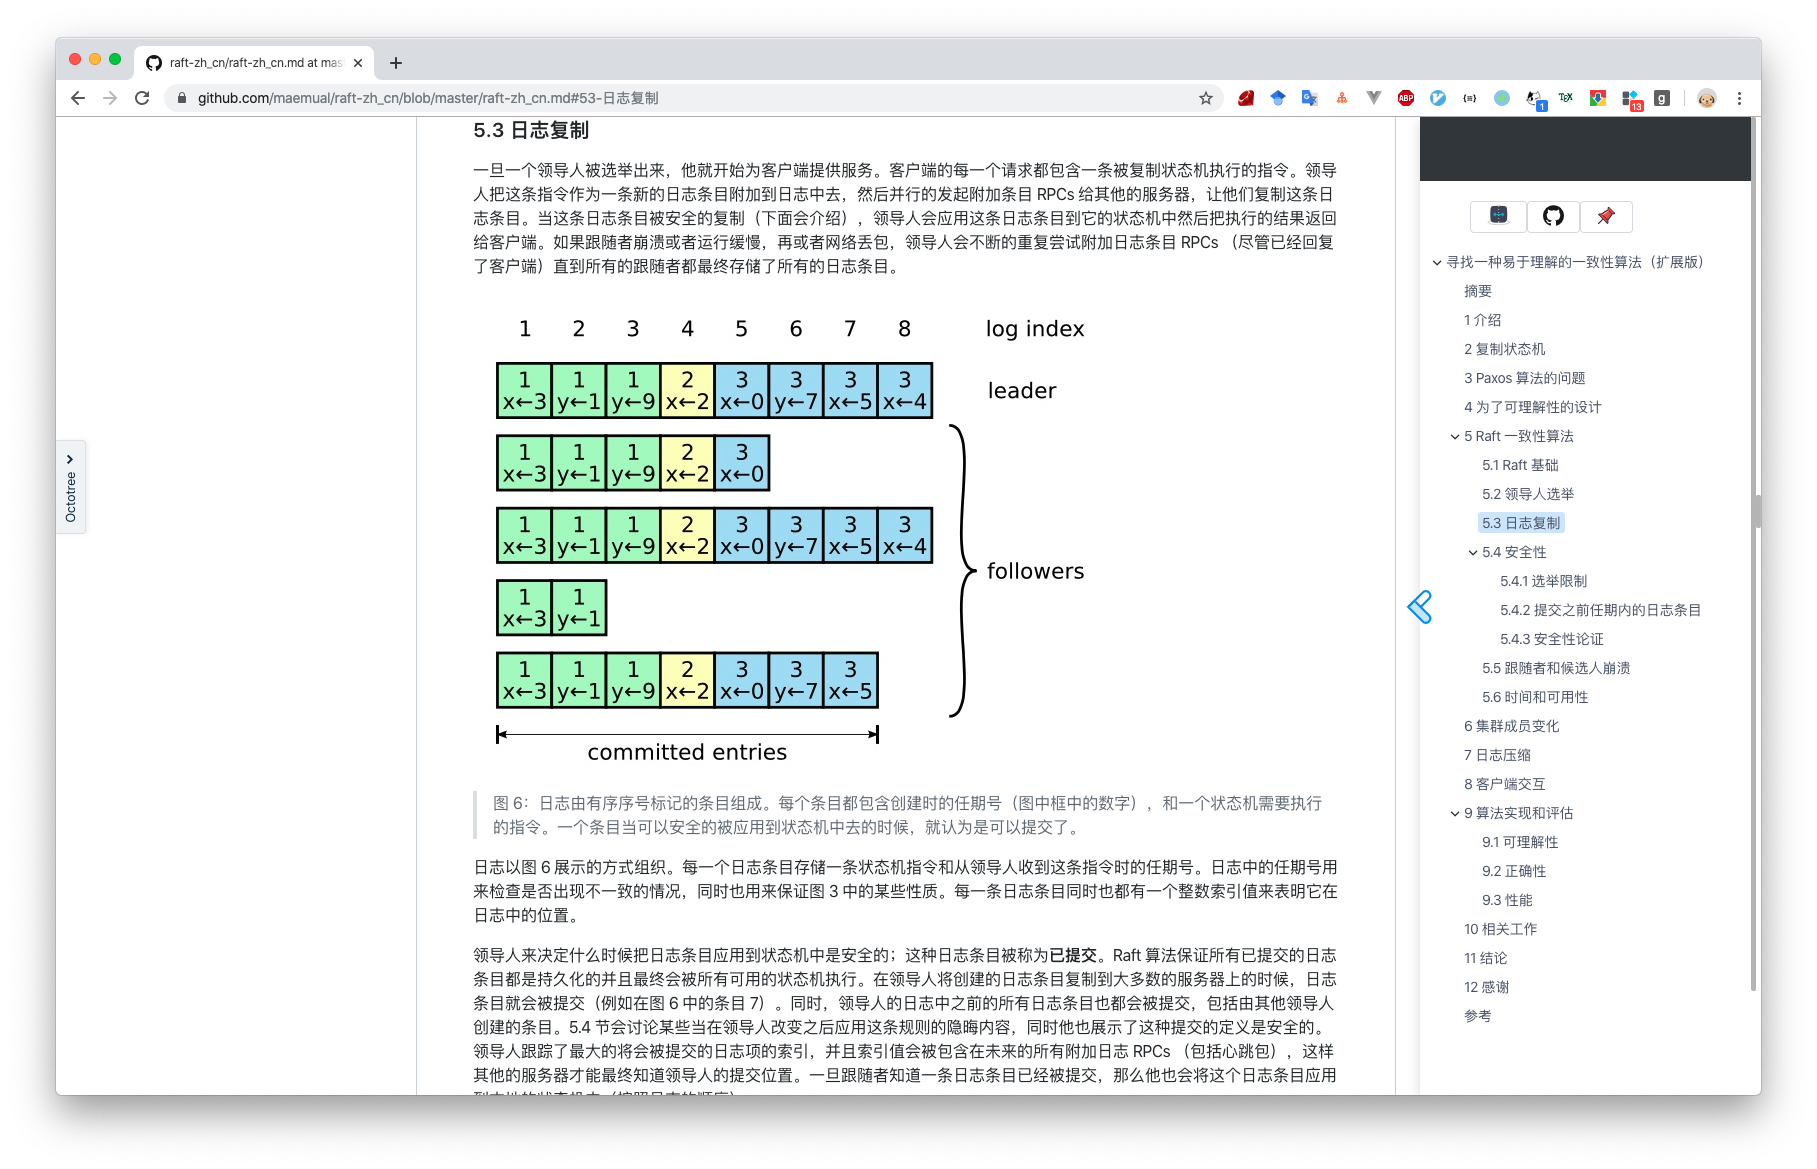 raft-zh_cn/raft-zh_cn.md at mas
github.com/maemual/raft-zh_cn/blob/master/raft-zh_cn.md#53-日志复制
ABP
1
TeX
13
g
Octotree
5.3 日志复制
一旦一个领导人被选举出来，他就开始为客户端提供服务。客户端的每一个请求都包含一条被复制状态机执行的指令。领导
人把这条指令作为一条新的日志条目附加到日志中去，然后并行的发起附加条目 RPCs 给其他的服务器，让他们复制这条日
志条目。当这条日志条目被安全的复制（下面会介绍），领导人会应用这条日志条目到它的状态机中然后把执行的结果返回
给客户端。如果跟随者崩溃或者运行缓慢，再或者网络丢包，领导人会不断的重复尝试附加日志条目 RPCs （尽管已经回复
了客户端）直到所有的跟随者都最终存储了所有的日志条目。
1 2 3 4 5 6 7 8 log index
1 1 1 2 3 3 3 3
x←3 y←1 y←9 x←2 x←0 y←7 x←5 x←4
leader
1 1 1 2 3
x←3 y←1 y←9 x←2 x←0
1 1 1 2 3 3 3 3
x←3 y←1 y←9 x←2 x←0 y←7 x←5 x←4
followers
1 1
x←3 y←1
1 1 1 2 3 3 3
x←3 y←1 y←9 x←2 x←0 y←7 x←5
committed entries
图 6：日志由有序序号标记的条目组成。每个条目都包含创建时的任期号（图中框中的数字），和一个状态机需要执行
的指令。一个条目当可以安全的被应用到状态机中去的时候，就认为是可以提交了。
日志以图 6 展示的方式组织。每一个日志条目存储一条状态机指令和从领导人收到这条指令时的任期号。日志中的任期号用
来检查是否出现不一致的情况，同时也用来保证图 3 中的某些性质。每一条日志条目同时也都有一个整数索引值来表明它在
日志中的位置。
领导人来决定什么时候把日志条目应用到状态机中是安全的；这种日志条目被称为已提交。Raft 算法保证所有已提交的日志
条目都是持久化的并且最终会被所有可用的状态机执行。在领导人将创建的日志条目复制到大多数的服务器上的时候，日志
条目就会被提交（例如在图 6 中的条目 7）。同时，领导人的日志中之前的所有日志条目也都会被提交，包括由其他领导人
创建的条目。5.4 节会讨论某些当在领导人改变之后应用这条规则的隐晦内容，同时他也展示了这种提交的定义是安全的。
领导人跟踪了最大的将会被提交的日志项的索引，并且索引值会被包含在未来的所有附加日志 RPCs （包括心跳包），这样
其他的服务器才能最终知道领导人的提交位置。一旦跟随者知道一条日志条目已经被提交，那么他也会将这个日志条目应用
寻找一种易于理解的一致性算法（扩展版）
摘要
1 介绍
2 复制状态机
3 Paxos 算法的问题
4 为了可理解性的设计
5 Raft 一致性算法
5.1 Raft 基础
5.2 领导人选举
5.3 日志复制
5.4 安全性
5.4.1 选举限制
5.4.2 提交之前任期内的日志条目
5.4.3 安全性论证
5.5 跟随者和候选人崩溃
5.6 时间和可用性
6 集群成员变化
7 日志压缩
8 客户端交互
9 算法实现和评估
9.1 可理解性
9.2 正确性
9.3 性能
10 相关工作
11 结论
12 感谢
参考